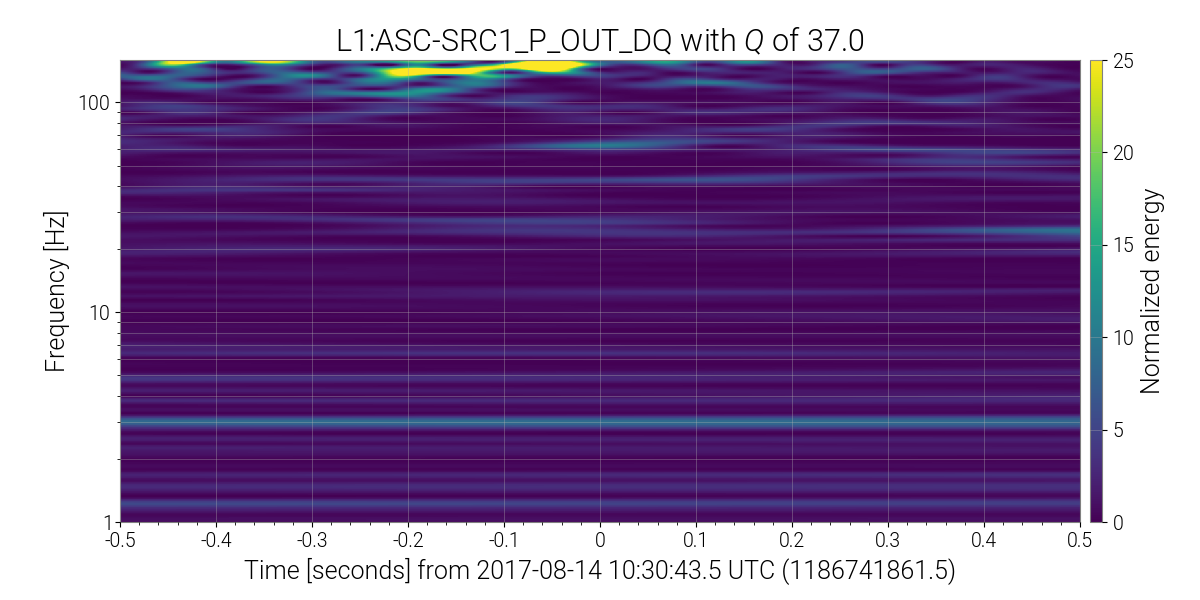 L1:ASC-SRC1_P_OUT_DQ with Q of 37.0
Frequency [Hz]
100
10
1
-0.5 -0.4 -0.3 -0.2 -0.1 0 0.1 0.2 0.3 0.4 0.5
Time [seconds] from 2017-08-14 10:30:43.5 UTC (1186741861.5)
25
20
15
10
5
0
Normalized energy